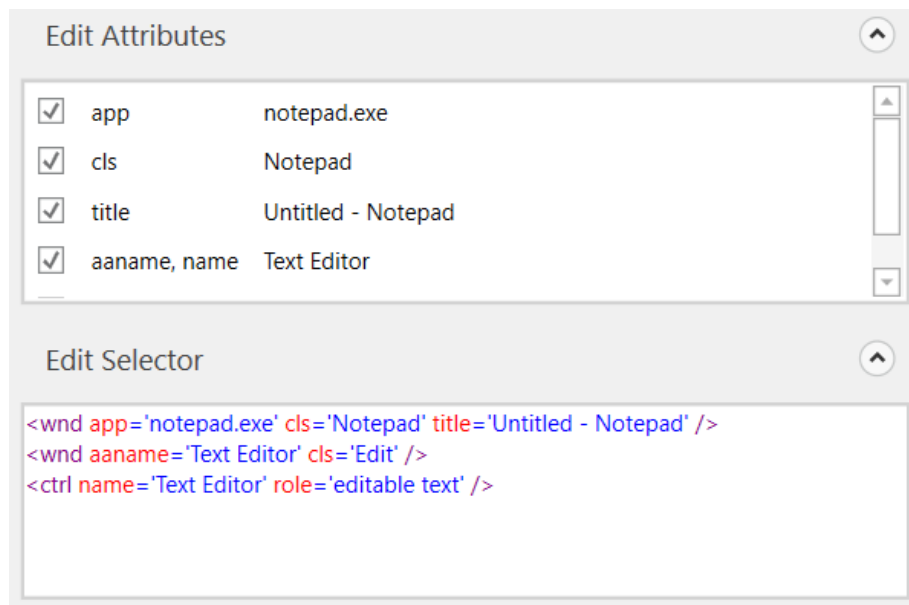 Edit Attributes
app notepad.exe
cls Notepad
title Untitled - Notepad
aaname, name Text Editor
Edit Selector
<wnd app='notepad.exe' cls='Notepad' title='Untitled - Notepad' />
<wnd aaname='Text Editor' cls='Edit' />
<ctrl name='Text Editor' role='editable text' />